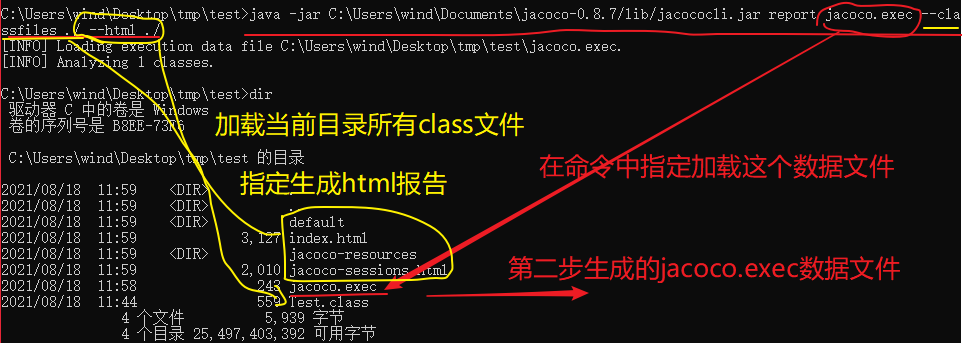 C:\Users\wind\Desktop\tmp\test>java -jar C:\Users\wind\Documents\jacoco-0.8.7/lib/jacococli.jar report jacoco.exec --cla
ssfiles ./ --html ./
[INFO] Loading execution data file C:\Users\wind\Desktop\tmp\test\jacoco.exec.
[INFO] Analyzing 1 classes.
C:\Users\wind\Desktop\tmp\test>dir
驱动器 C 中的卷是 Windows
卷的序列号是 B8EE-73F6
加载当前目录所有class文件
C:\Users\wind\Desktop\tmp\test 的目录
在命令中指定加载这个数据文件
指定生成html报告
2021/08/18 11:59 <DIR> .
2021/08/18 11:59 <DIR> ..
2021/08/18 11:59 <DIR> default
2021/08/18 11:59 3,127 index.html
2021/08/18 11:59 <DIR> jacoco-resources
2021/08/18 11:59 2,010 jacoco-sessions.html
第二步生成的jacoco.exec数据文件
2021/08/18 11:58 243 jacoco.exec
2021/08/18 11:44 559 Test.class
4 个文件 5,939 字节
4 个目录 25,497,403,392 可用字节